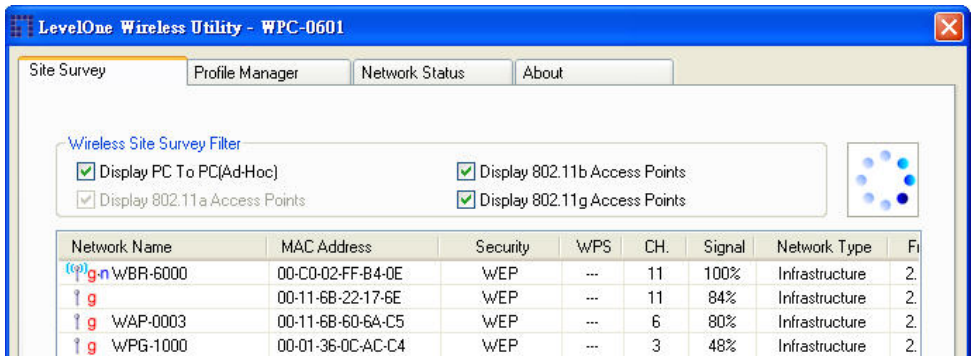 LevelOne Wireless Utility - WPC-0601
Site Survey Profile Manager Network Status About
Wireless Site Survey Filter
Display PC To PC(Ad-Hoc) Display 802.11b Access Points
Display 802.11a Access Points Display 802.11g Access Points
Network Name MAC Address Security WPS CH. Signal Network Type
g-n WBR-6000 00-C0-02-FF-B4-0E WEP --- 11 100% Infrastructure 2.
g 00-11-6B-22-17-6E WEP --- 11 84% Infrastructure 2.
g WAP-0003 00-11-6B-60-6A-C5 WEP --- 6 80% Infrastructure 2.
g WPG-1000 00-01-36-0C-AC-C4 WEP --- 3 48% Infrastructure 2.